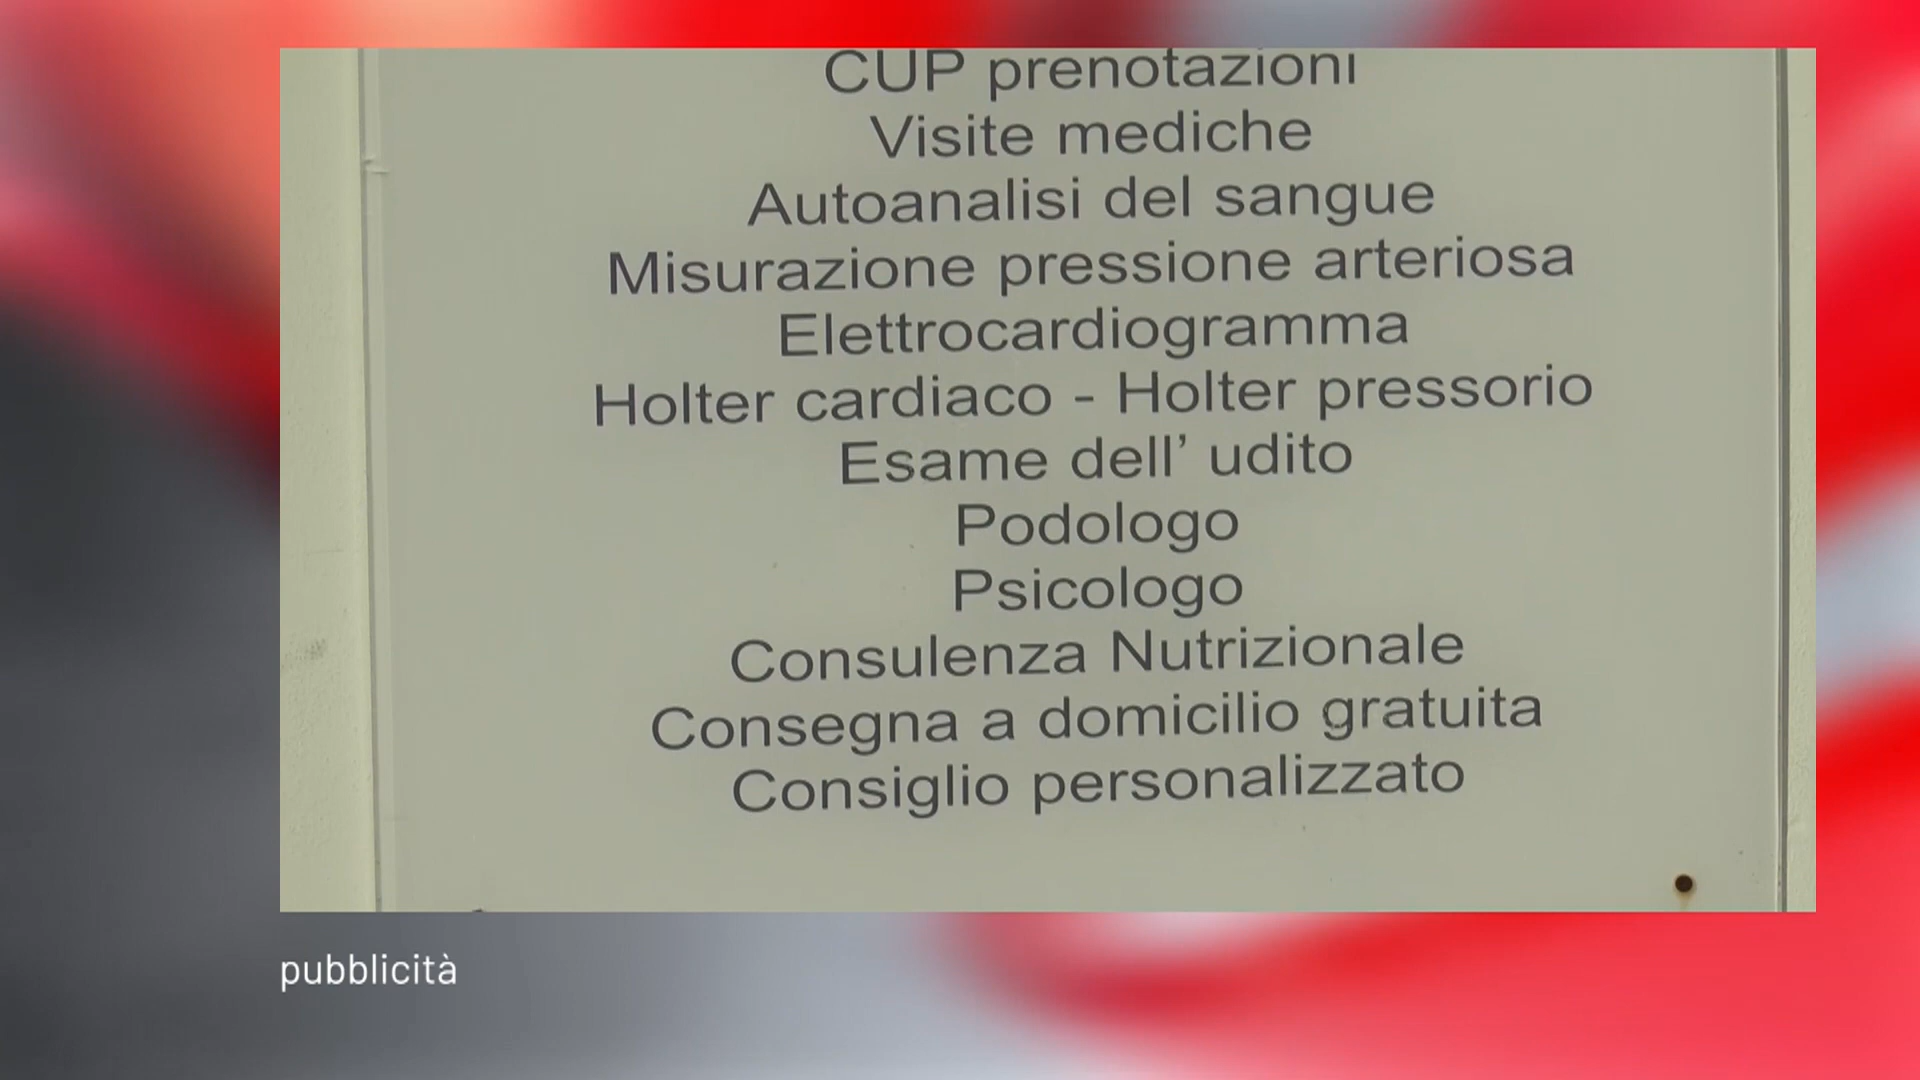 CUP prenotazioni
Visite mediche
Autoanalisi del sangue
Misurazione pressione arteriosa
Elettrocardiogramma
Holter cardiaco - Holter pressorio
Esame dell’ udito
Podologo
Psicologo
Consulenza Nutrizionale
Consegna a domicilio gratuita
Consiglio personalizzato
pubblicità